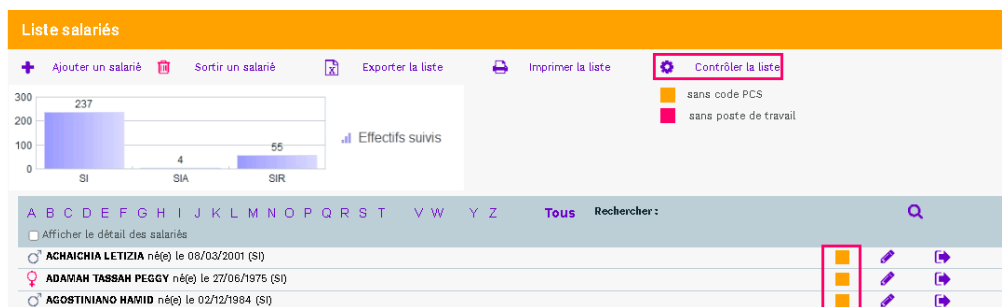 Liste salariés
Ajouter un salarié Sortir un salarié Exporter la liste Imprimer la liste Contrôler la liste
sans code PCS
sans poste de travail
300
200
100
0
237
4
55
SI SIA SIR
Effectifs suivis
A B C D E F G H I J K L M N O P Q R S T V W Y Z Tous Rechercher :
Afficher le détail des salariés
ACHAICHIA LETIZIA né(e) le 08/03/2001 (SI)
ADAMAH TASSAH PEGGY né(e) le 27/06/1975 (SI)
AGOSTINIANO HAMID né(e) le 02/12/1984 (SI)